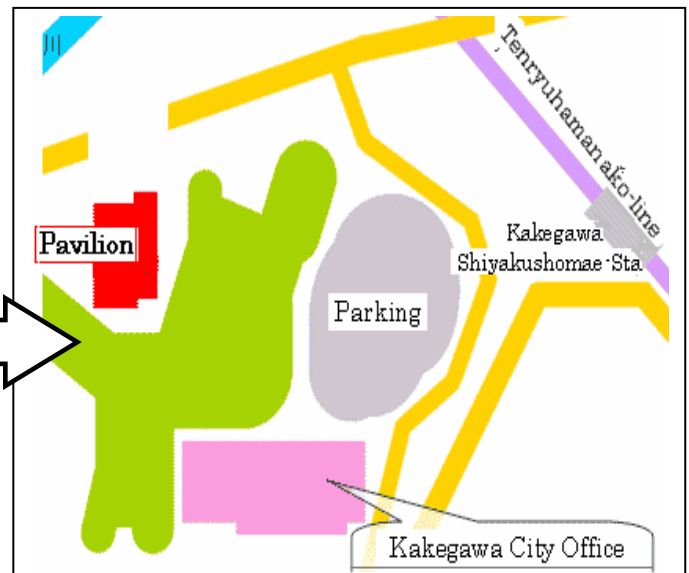 川
Tenryuhamanako-line
Pavilion
Kakegawa
Shiyakushomae-Sta
Parking
Kakegawa City Office